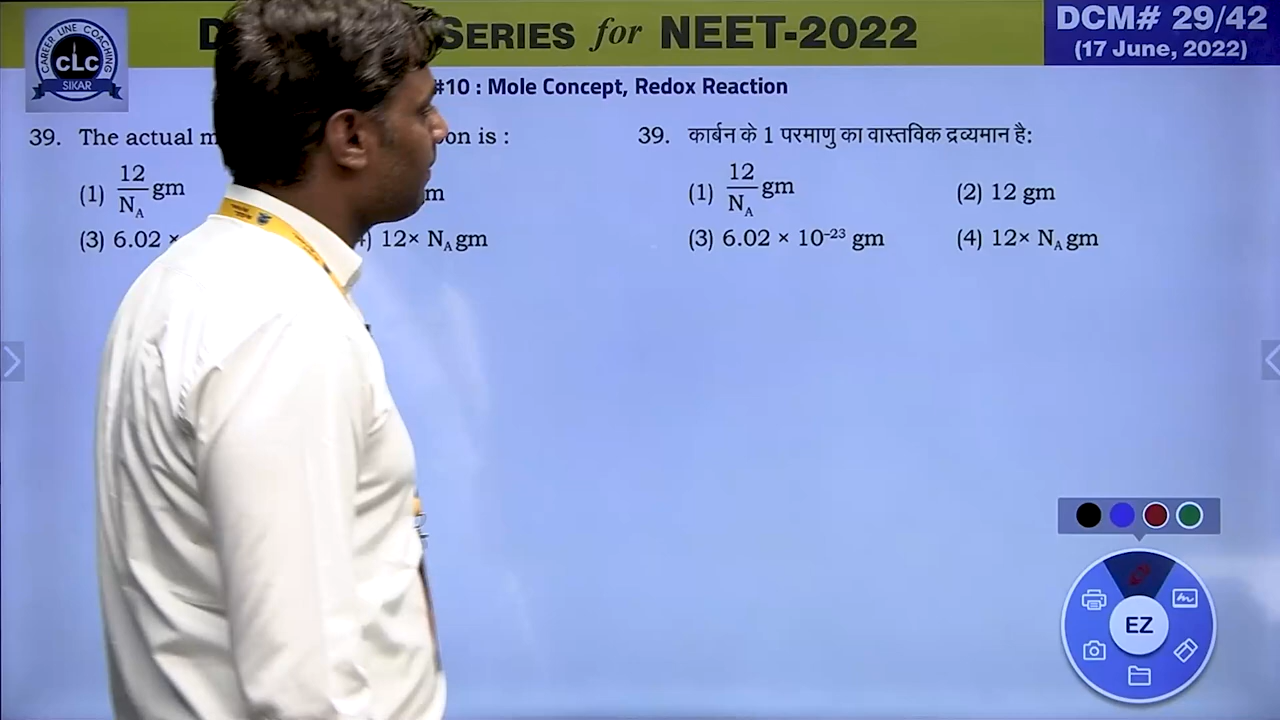 SERIES for NEET-2022
DCM# 29/42
(17 June, 2022)
CAREER LINE COACHING
CLC
SIKAR
#10 : Mole Concept, Redox Reaction
39. The actual on is :
(1) 12/N_A gm
(3) 6.02 ×
12× N_A gm
39. कार्बन के 1 परमाणु का वास्तविक द्रव्यमान है:
(1) 12/N_A gm (2) 12 gm
(3) 6.02 × 10⁻²³ gm (4) 12× N_A gm
EZ